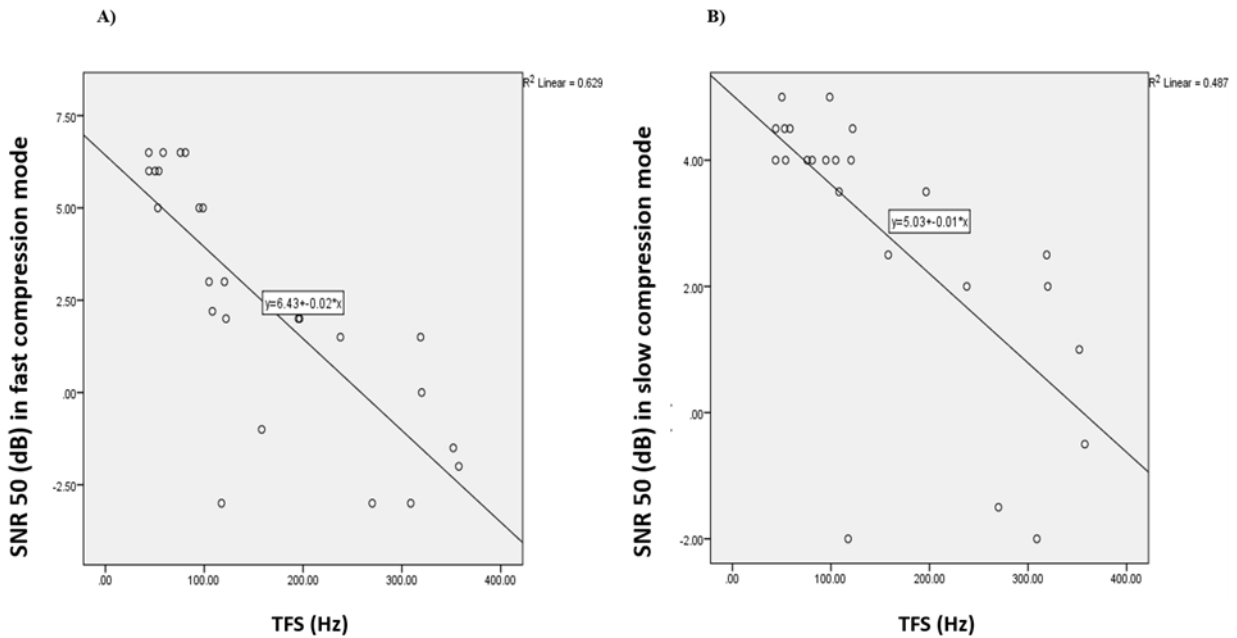 A)
R² Linear = 0.629
SNR 50 (dB) in fast compression mode
7.50
5.00
2.50
.00
-2.50
y=6.43+-0.02*x
.00 100.00 200.00 300.00 400.00
TFS (Hz)
B)
R² Linear = 0.487
SNR 50 (dB) in slow compression mode
4.00
2.00
.00
-2.00
y=5.03+-0.01*x
.00 100.00 200.00 300.00 400.00
TFS (Hz)